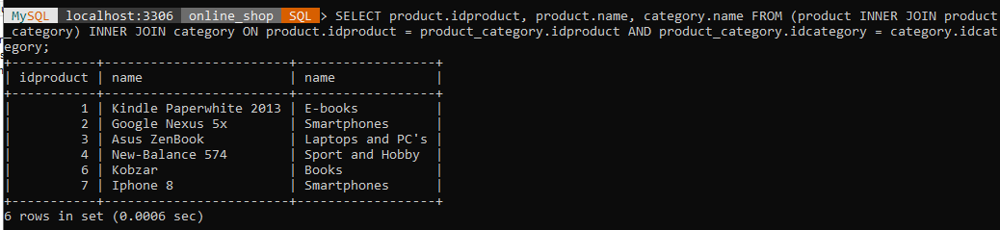 MySQL localhost:3306 online_shop SQL > SELECT product.idproduct, product.name, category.name FROM (product INNER JOIN product
_category) INNER JOIN category ON product.idproduct = product_category.idproduct AND product_category.idcategory = category.idcat
egory;
+-----------+------------------------+------------------+
| idproduct | name | name |
+-----------+------------------------+------------------+
| 1 | Kindle Paperwhite 2013 | E-books |
| 2 | Google Nexus 5x | Smartphones |
| 3 | Asus ZenBook | Laptops and PC's |
| 4 | New-Balance 574 | Sport and Hobby |
| 6 | Kobzar | Books |
| 7 | Iphone 8 | Smartphones |
+-----------+------------------------+------------------+
6 rows in set (0.0006 sec)